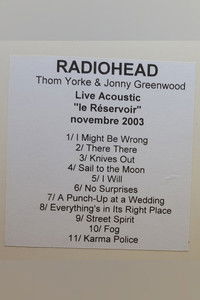 RADIOHEAD
Thom Yorke & Jonny Greenwood
Live Acoustic
"le Réservoir"
novembre 2003
1/ I Might Be Wrong
2/ There There
3/ Knives Out
4/ Sail to the Moon
5/ I Will
6/ No Surprises
7/ A Punch-Up at a Wedding
8/ Everything's in Its Right Place
9/ Street Spirit
10/ Fog
11/ Karma Police